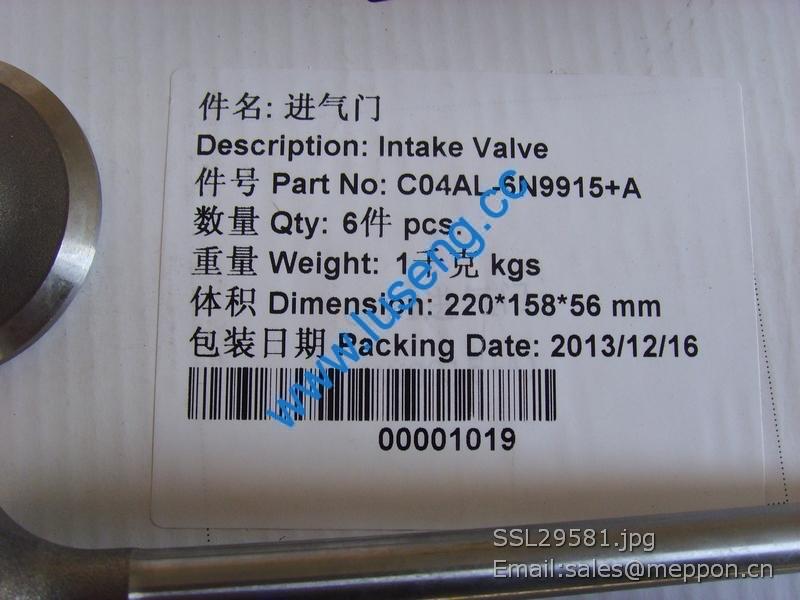 件名: 进气门
Description: Intake Valve
件号 Part No: C04AL-6N9915+A
数量 Qty: 6件 pcs.
重量 Weight: 1千克 kgs
体积 Dimension: 220*158*56 mm
包装日期 Packing Date: 2013/12/16
00001019
www.luseng.cc
SSL29581.jpg
Email:sales@meppon.cn